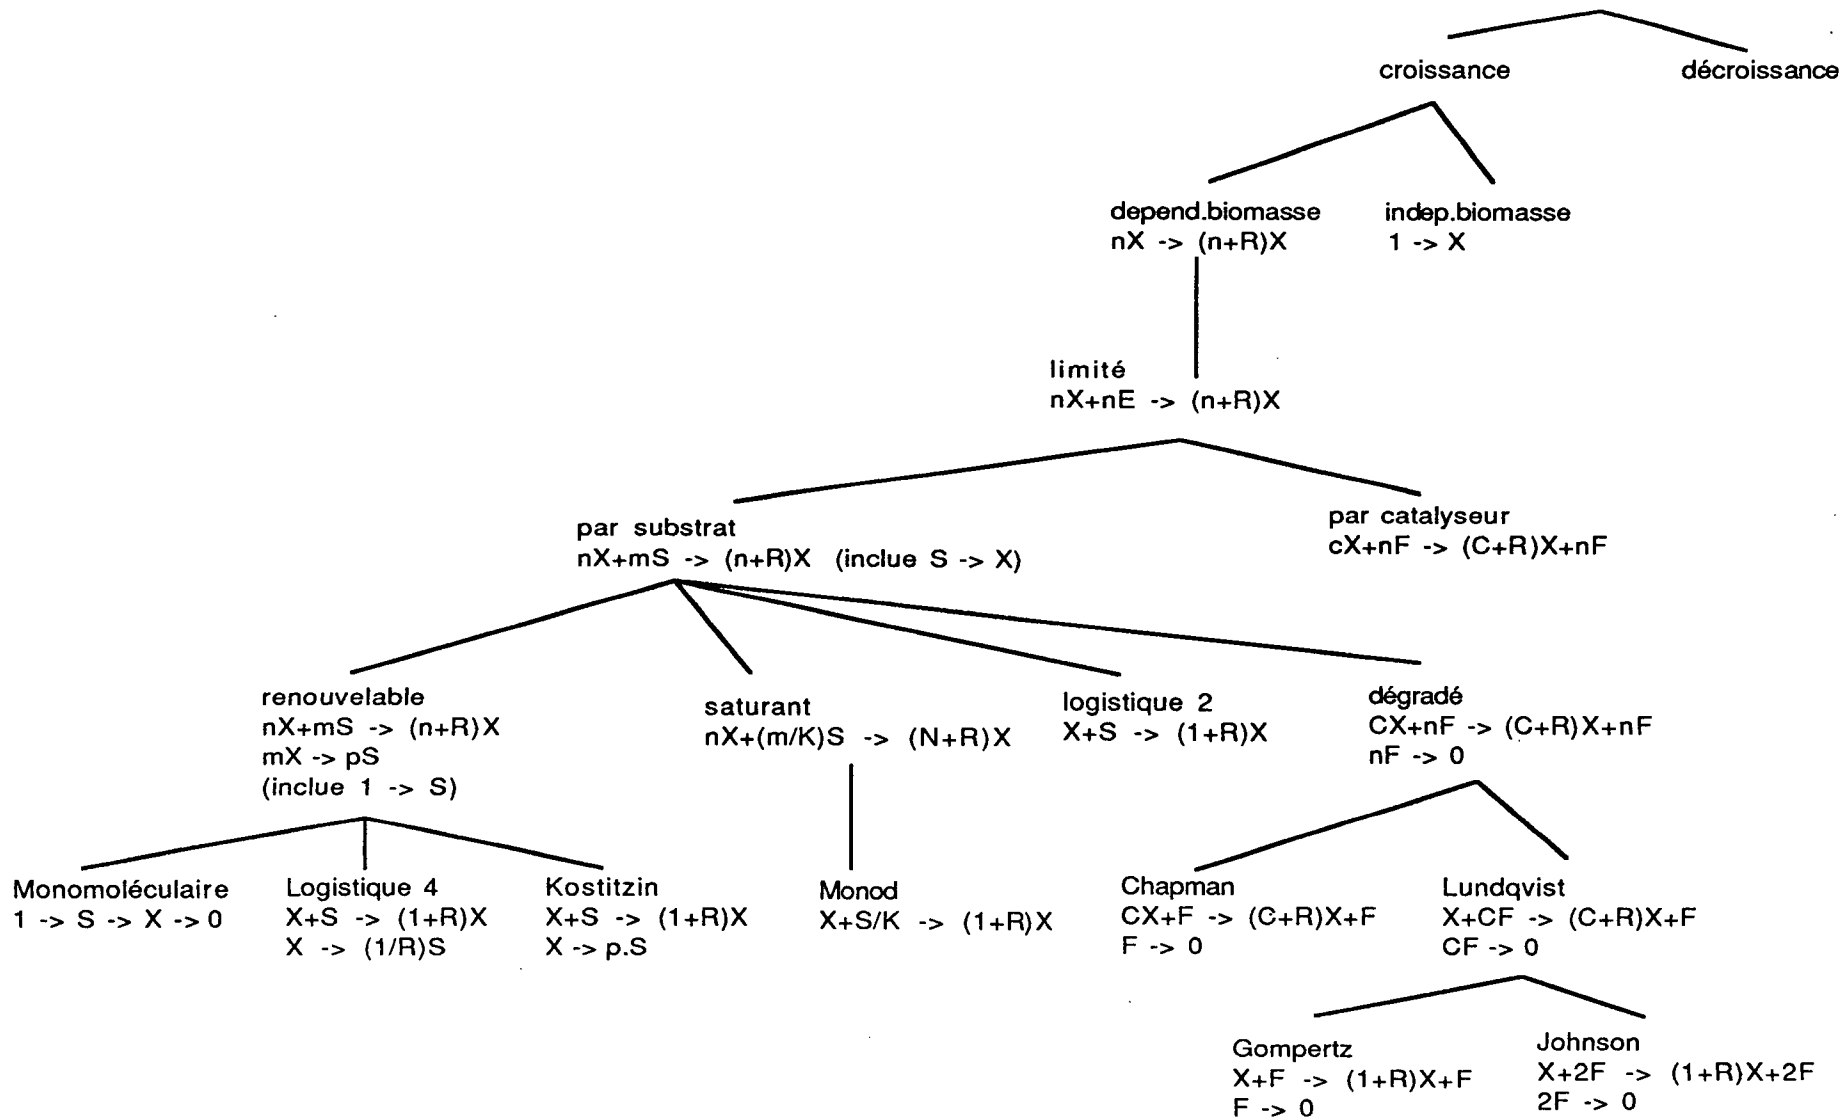 croissance
décroissance
depend.biomasse
nX -> (n+R)X
indep.biomasse
1 -> X
limité
nX+nE -> (n+R)X
par substrat
nX+mS -> (n+R)X (inclue S -> X)
par catalyseur
cX+nF -> (C+R)X+nF
renouvelable
nX+mS -> (n+R)X
mX -> pS
(inclue 1 -> S)
saturant
nX+(m/K)S -> (N+R)X
logistique 2
X+S -> (1+R)X
dégradé
CX+nF -> (C+R)X+nF
nF -> 0
Monomoléculaire
1 -> S -> X -> 0
Logistique 4
X+S -> (1+R)X
X -> (1/R)S
Kostitzin
X+S -> (1+R)X
X -> p.S
Monod
X+S/K -> (1+R)X
Chapman
CX+F -> (C+R)X+F
F -> 0
Lundqvist
X+CF -> (C+R)X+F
CF -> 0
Gompertz
X+F -> (1+R)X+F
F -> 0
Johnson
X+2F -> (1+R)X+2F
2F -> 0